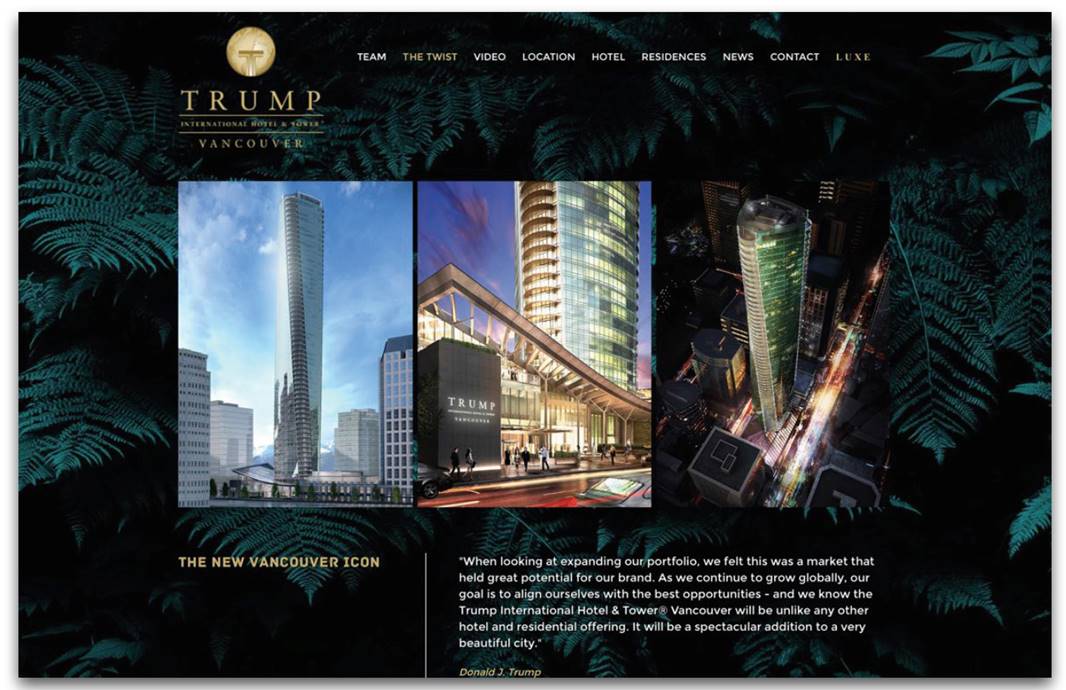 TEAM THE TWIST VIDEO LOCATION HOTEL RESIDENCES NEWS CONTACT LUXE
TRUMP
INTERNATIONAL HOTEL & TOWER®
VANCOUVER
TRUMP
INTERNATIONAL HOTEL & TOWER
VANCOUVER
THE NEW VANCOUVER ICON
"When looking at expanding our portfolio, we felt this was a market that
held great potential for our brand. As we continue to grow globally, our
goal is to align ourselves with the best opportunities - and we know the
Trump International Hotel & Tower® Vancouver will be unlike any other
hotel and residential offering. It will be a spectacular addition to a very
beautiful city."
Donald J. Trump